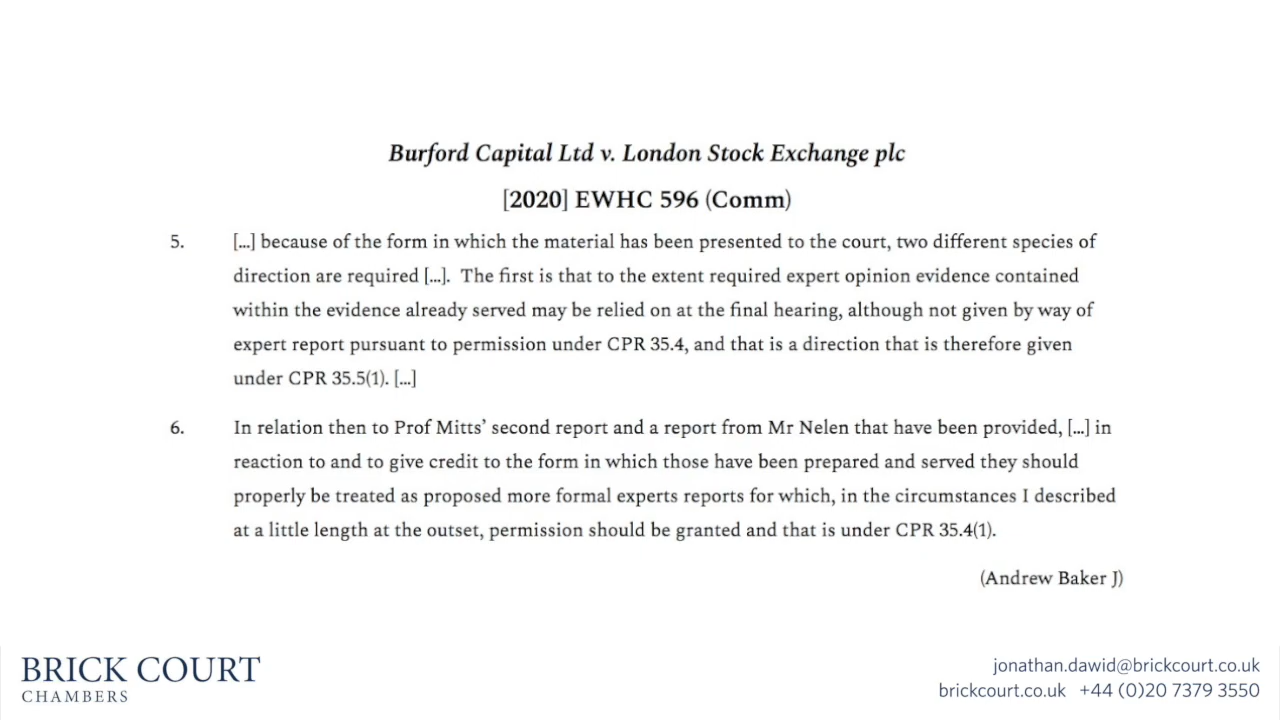 Burford Capital Ltd v. London Stock Exchange plc
[2020] EWHC 596 (Comm)
5. [...] because of the form in which the material has been presented to the court, two different species of
direction are required [...]. The first is that to the extent required expert opinion evidence contained
within the evidence already served may be relied on at the final hearing, although not given by way of
expert report pursuant to permission under CPR 35.4, and that is a direction that is therefore given
under CPR 35.5(1). [...]
6. In relation then to Prof Mitts' second report and a report from Mr Nelen that have been provided, [...] in
reaction to and to give credit to the form in which those have been prepared and served they should
properly be treated as proposed more formal experts reports for which, in the circumstances I described
at a little length at the outset, permission should be granted and that is under CPR 35.4(1).
(Andrew Baker J)
BRICK COURT
CHAMBERS
jonathan.dawid@brickcourt.co.uk
brickcourt.co.uk +44 (0)20 7379 3550